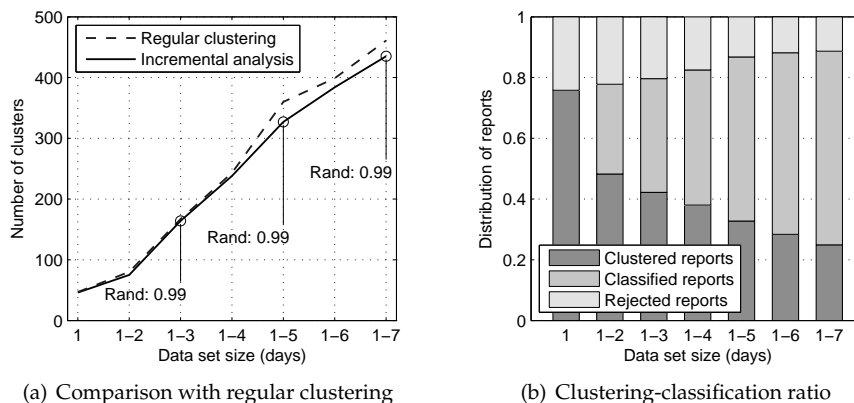 500
400
300
200
100
0
Number of clusters
Regular clustering
Incremental analysis
Rand: 0.99
Rand: 0.99
Rand: 0.99
1 1–2 1–3 1–4 1–5 1–6 1–7
Data set size (days)
(a) Comparison with regular clustering
1
0.8
0.6
0.4
0.2
0
Distribution of reports
Clustered reports
Classified reports
Rejected reports
1 1–2 1–3 1–4 1–5 1–6 1–7
Data set size (days)
(b) Clustering-classification ratio